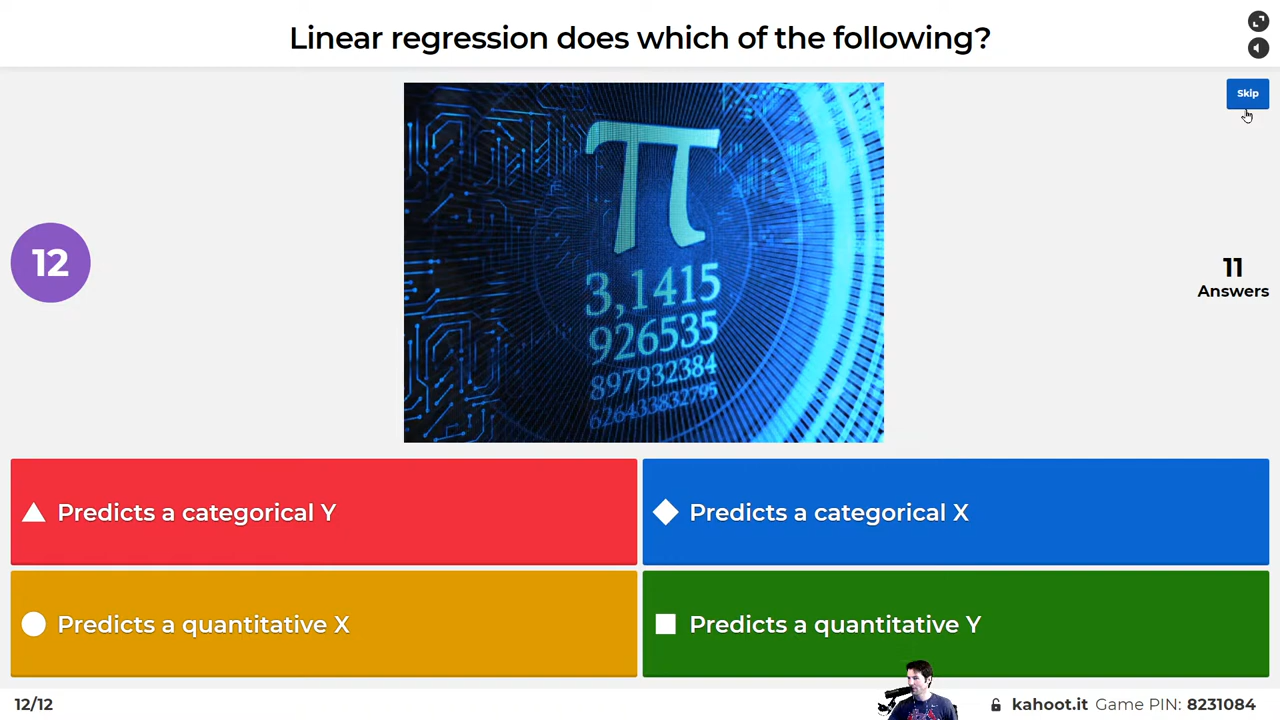 Linear regression does which of the following?
Skip
π
3,1415
926535
897932384
626433832795
12
11
Answers
Predicts a categorical Y
Predicts a categorical X
Predicts a quantitative X
Predicts a quantitative Y
12/12
kahoot.it Game PIN: 8231084